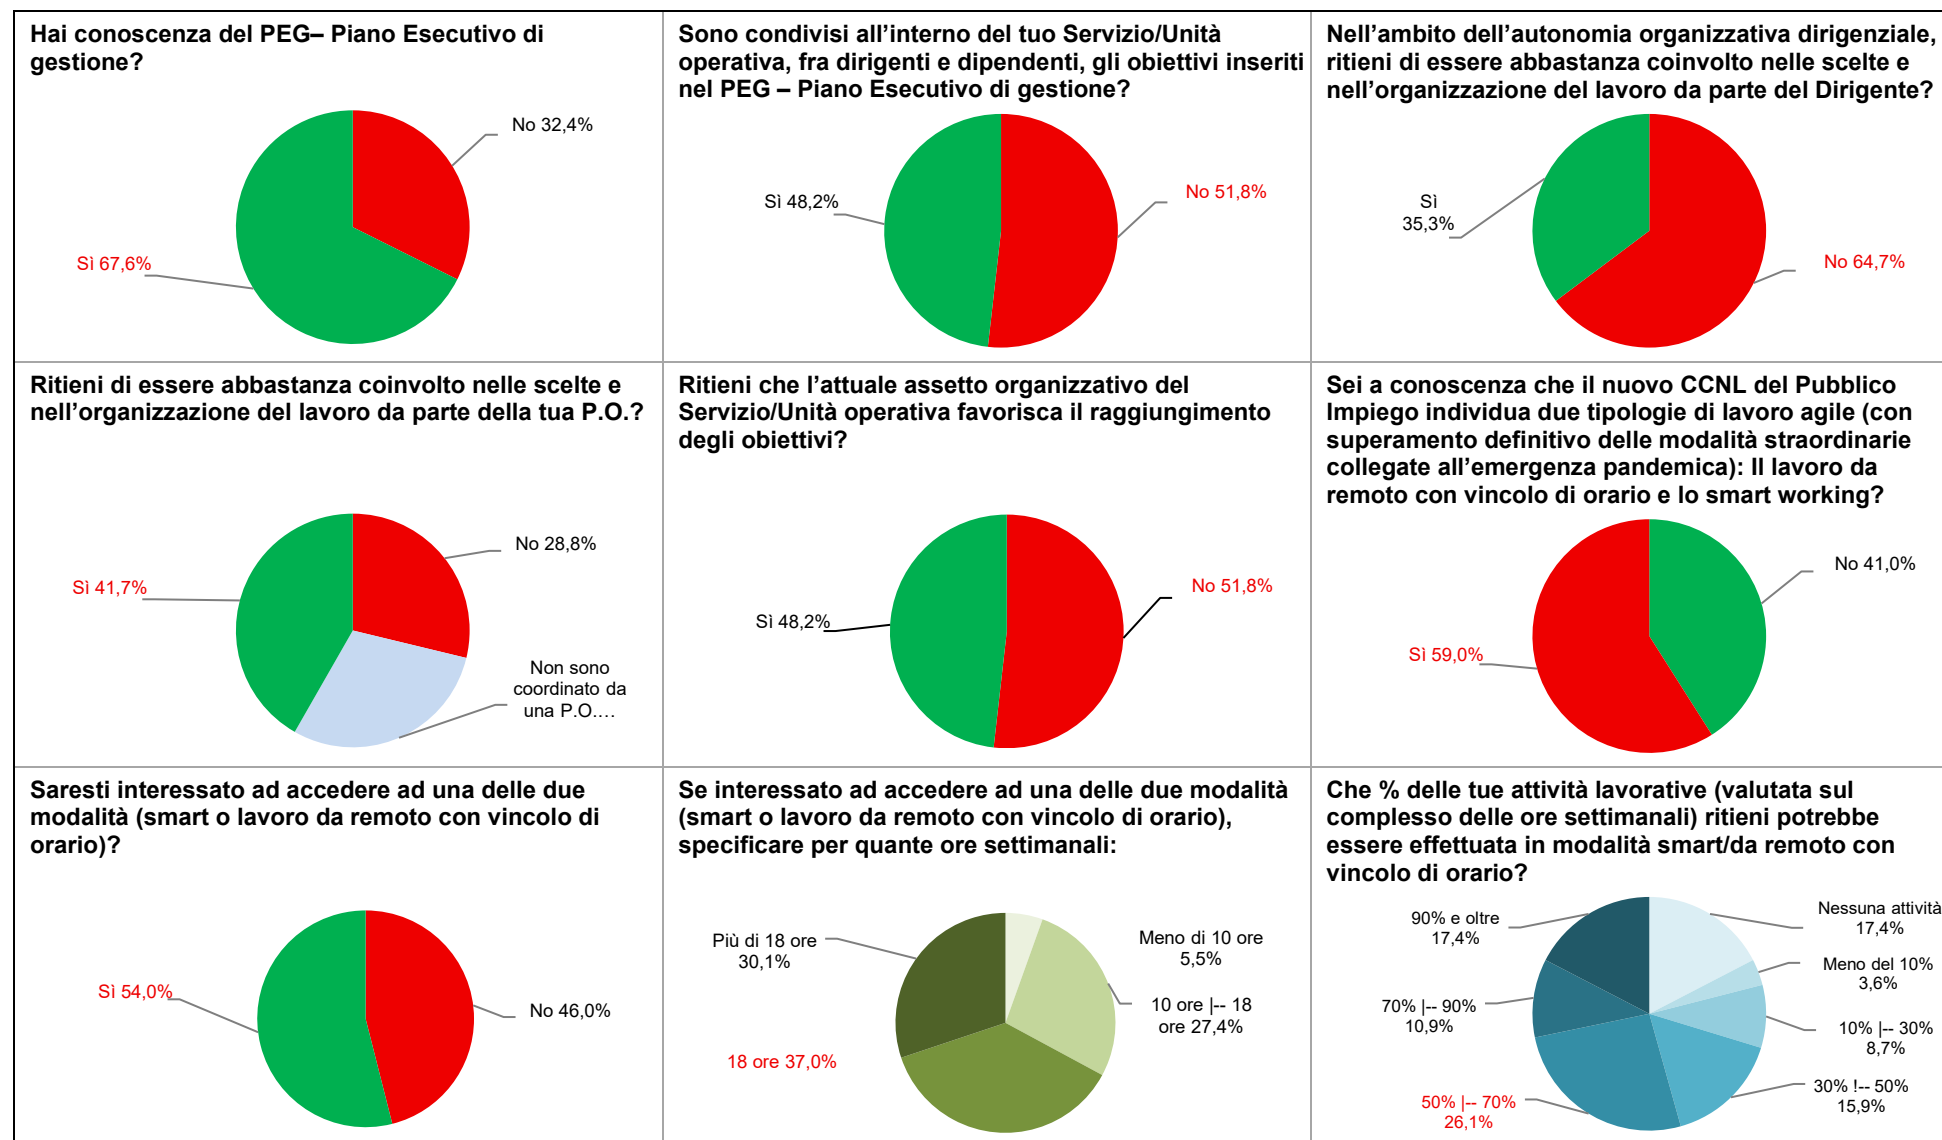 Hai conoscenza del PEG– Piano Esecutivo di
gestione?
No 32,4%
Sì 67,6%
Sono condivisi all’interno del tuo Servizio/Unità
operativa, fra dirigenti e dipendenti, gli obiettivi inseriti
nel PEG – Piano Esecutivo di gestione?
Sì 48,2%
No 51,8%
Nell’ambito dell’autonomia organizzativa dirigenziale,
ritieni di essere abbastanza coinvolto nelle scelte e
nell’organizzazione del lavoro da parte del Dirigente?
Sì
35,3%
No 64,7%
Ritieni di essere abbastanza coinvolto nelle scelte e
nell’organizzazione del lavoro da parte della tua P.O.?
No 28,8%
Sì 41,7%
Non sono
coordinato da
una P.O.…
Ritieni che l’attuale assetto organizzativo del
Servizio/Unità operativa favorisca il raggiungimento
degli obiettivi?
No 51,8%
Sì 48,2%
Sei a conoscenza che il nuovo CCNL del Pubblico
Impiego individua due tipologie di lavoro agile (con
superamento definitivo delle modalità straordinarie
collegate all’emergenza pandemica): Il lavoro da
remoto con vincolo di orario e lo smart working?
No 41,0%
Sì 59,0%
Saresti interessato ad accedere ad una delle due
modalità (smart o lavoro da remoto con vincolo di
orario)?
Sì 54,0%
No 46,0%
Se interessato ad accedere ad una delle due modalità
(smart o lavoro da remoto con vincolo di orario),
specificare per quante ore settimanali:
Più di 18 ore
30,1%
Meno di 10 ore
5,5%
10 ore |-- 18
ore 27,4%
18 ore 37,0%
Che % delle tue attività lavorative (valutata sul
complesso delle ore settimanali) ritieni potrebbe
essere effettuata in modalità smart/da remoto con
vincolo di orario?
90% e oltre
17,4%
Nessuna attività
17,4%
Meno del 10%
3,6%
70% |-- 90%
10,9%
10% |-- 30%
8,7%
30% !-- 50%
15,9%
50% |-- 70%
26,1%